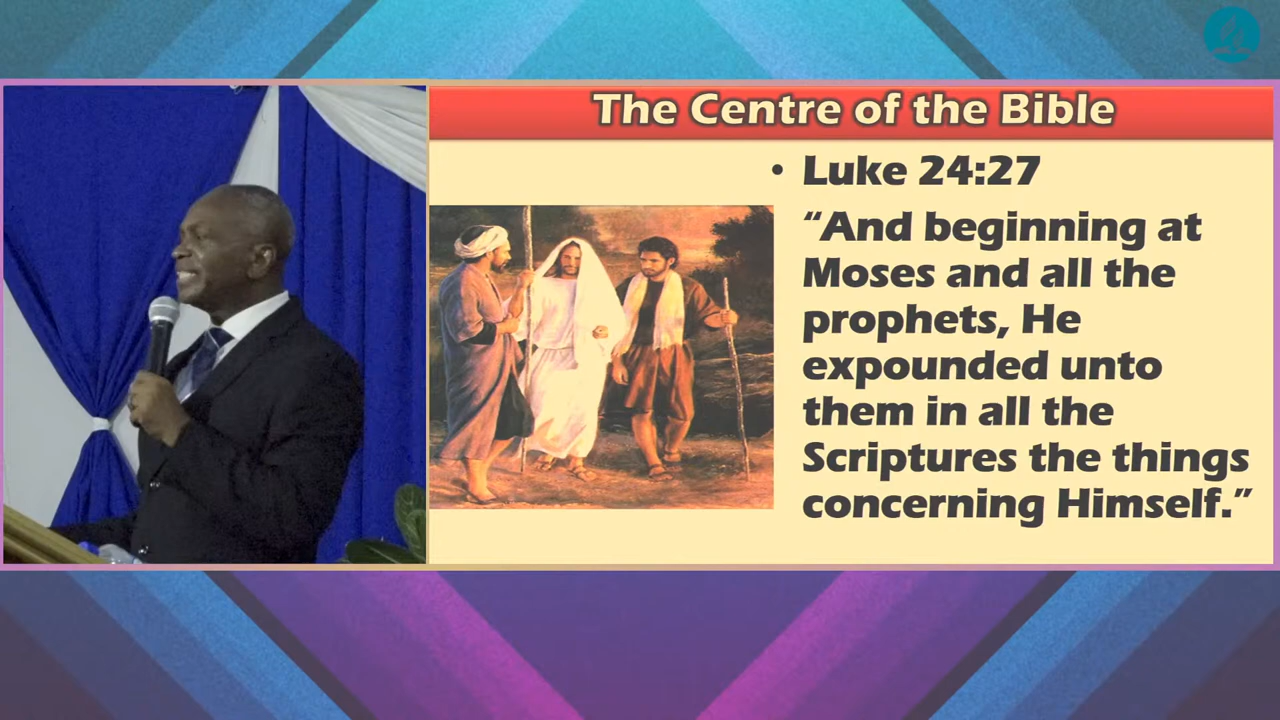 The Centre of the Bible
• Luke 24:27
“And beginning at
Moses and all the
prophets, He
expounded unto
them in all the
Scriptures the things
concerning Himself.”